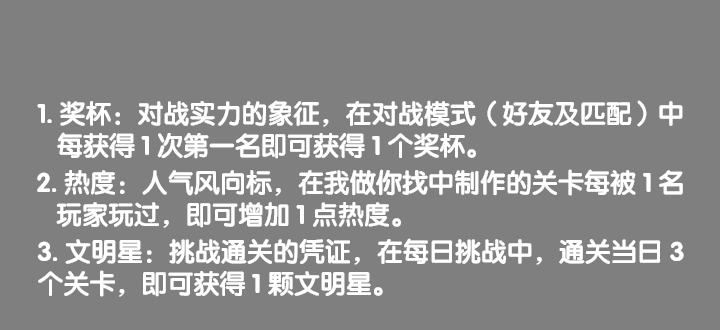 1. 奖杯：对战实力的象征，在对战模式（好友及匹配）中
每获得1次第一名即可获得1个奖杯。
2. 热度：人气风向标，在我做你找中制作的关卡每被1名
玩家玩过，即可增加1点热度。
3. 文明星：挑战通关的凭证，在每日挑战中，通关当日3
个关卡，即可获得1颗文明星。